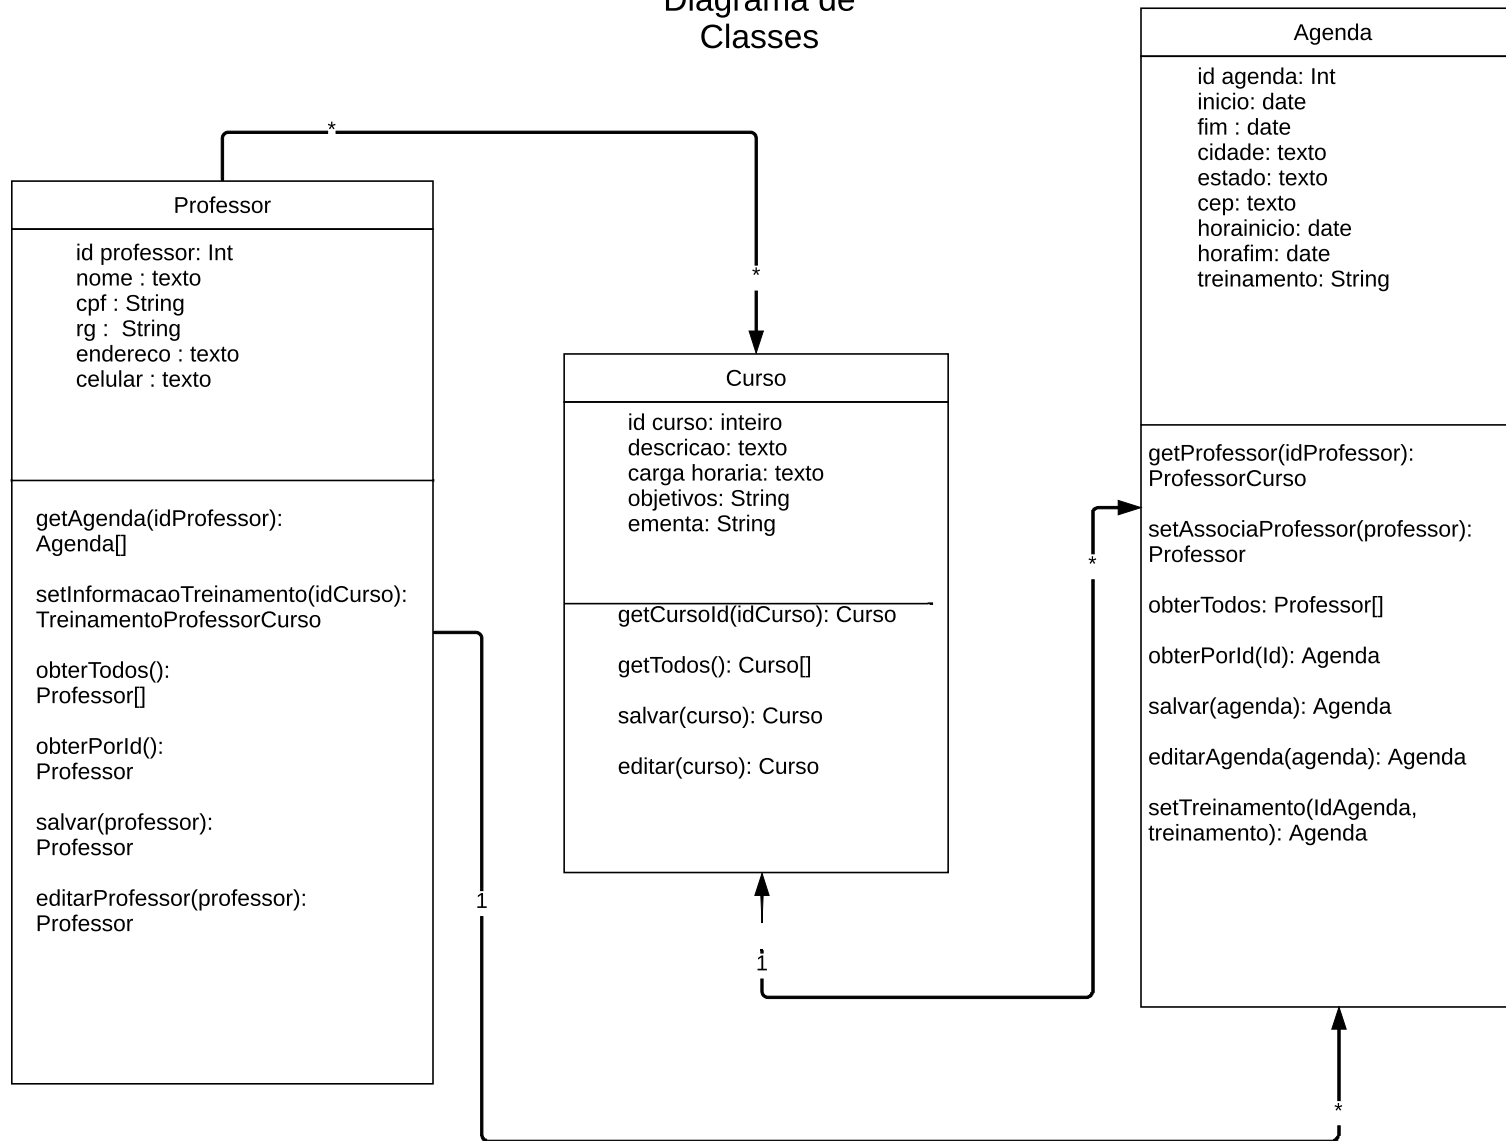 Diagrama de
Classes
*
*
Professor
id professor: Int
nome : texto
cpf : String
rg :  String
endereco : texto
celular : texto
getAgenda(idProfessor):
Agenda[]
setInformacaoTreinamento(idCurso):
TreinamentoProfessorCurso
obterTodos():
Professor[]
obterPorId():
Professor
salvar(professor):
Professor
editarProfessor(professor):
Professor
1
Curso
id curso: inteiro
descricao: texto
carga horaria: texto
objetivos: String
ementa: String
getCursoId(idCurso): Curso
getTodos(): Curso[]
salvar(curso): Curso
editar(curso): Curso
1
*
Agenda
id agenda: Int
inicio: date
fim : date
cidade: texto
estado: texto
cep: texto
horainicio: date
horafim: date
treinamento: String
getProfessor(idProfessor):
ProfessorCurso
setAssociaProfessor(professor):
Professor
obterTodos: Professor[]
obterPorId(Id): Agenda
salvar(agenda): Agenda
editarAgenda(agenda): Agenda
setTreinamento(IdAgenda,
treinamento): Agenda
*